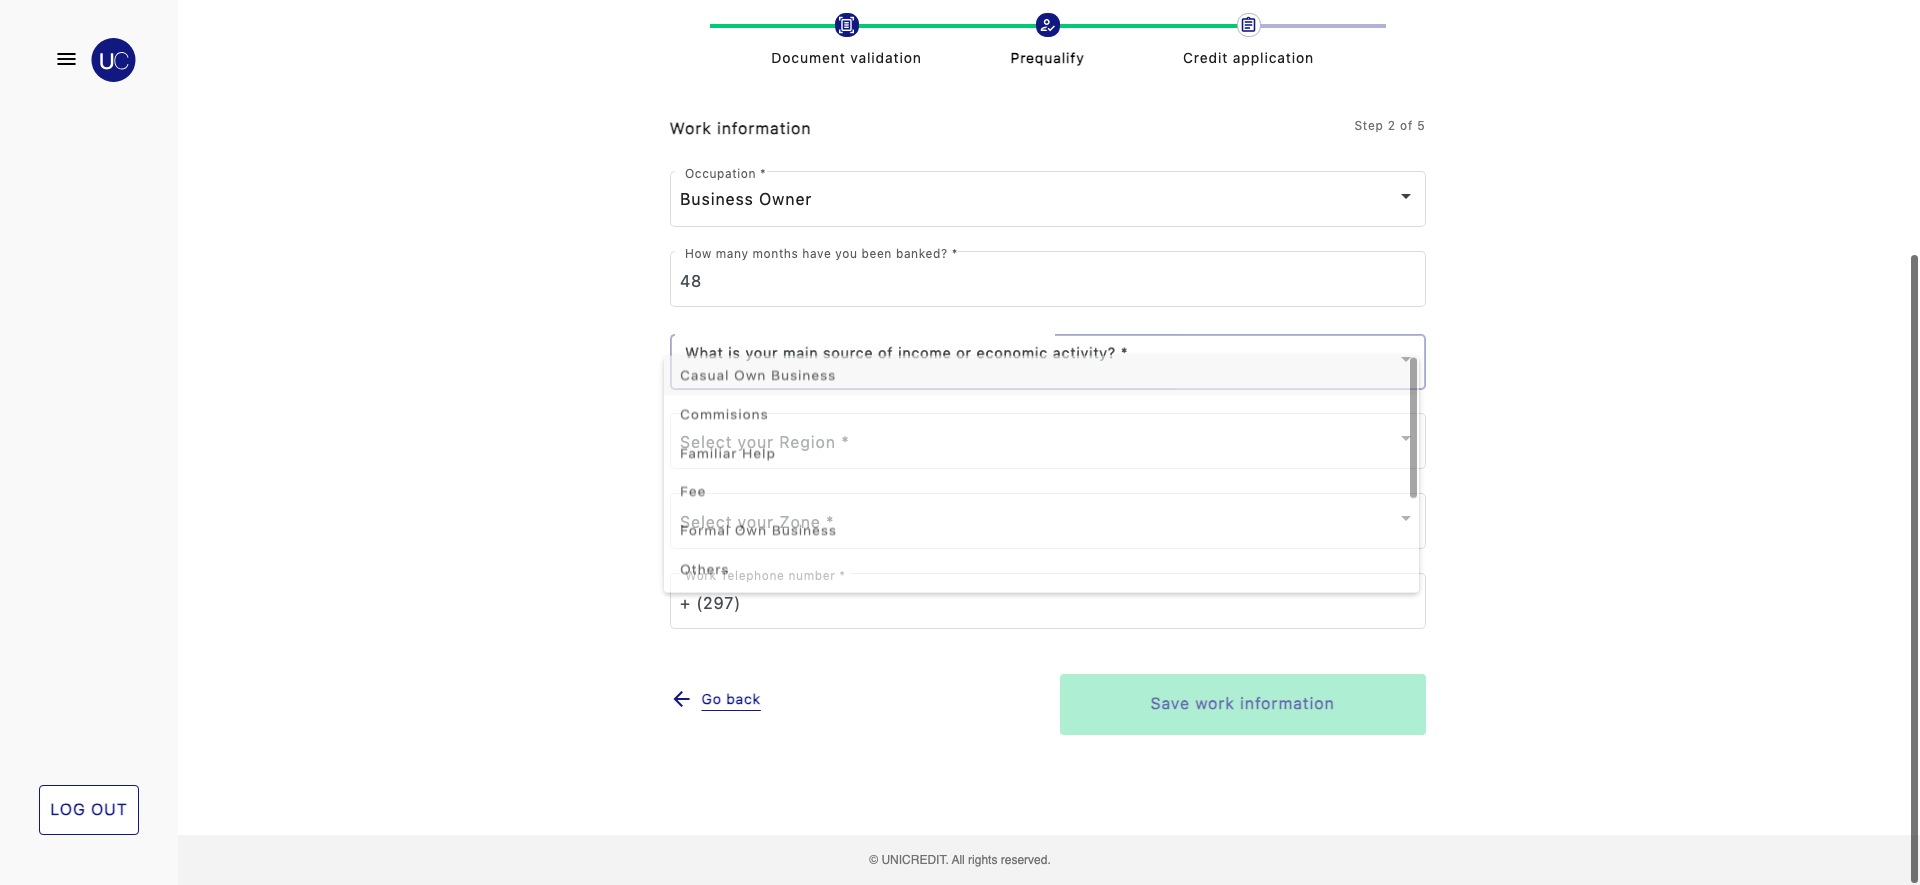 UC
Document validation
Prequalify
Credit application
Work information
Step 2 of 5
Occupation *
Business Owner
How many months have you been banked? *
48
What is your main source of income or economic activity? *
Casual Own Business
Commisions
Select your Region *
Familiar Help
Fee
Select your Zone *
Formal Own Business
Others
Work Telephone number *
+ (297)
Go back
Save work information
LOG OUT
© UNICREDIT. All rights reserved.